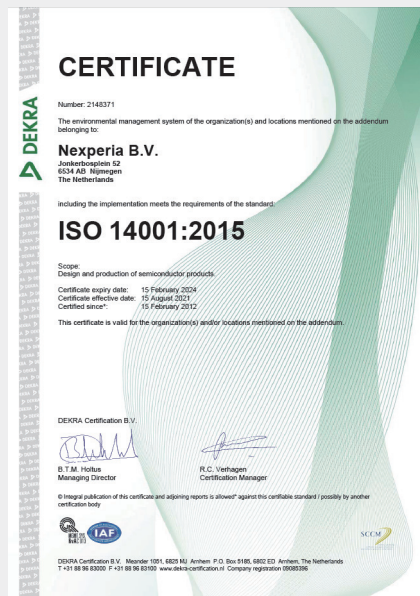 DEKRA
CERTIFICATE
Number: 2148371
The environmental management system of the organization(s) and locations mentioned on the addendum
belonging to:
Nexperia B.V.
Jonkerbosplein 52
6534 AB Nijmegen
The Netherlands
including the implementation meets the requirements of the standard:
ISO 14001:2015
Scope:
Design and production of semiconductor products
Certificate expiry date: 15 February 2024
Certificate effective date: 15 August 2021
Certified since*: 15 February 2012
This certificate is valid for the organization(s) and/or locations mentioned on the addendum.
DEKRA Certification B.V.
B.T.M. Holtus
Managing Director
R.C. Verhagen
Certification Manager
© Integral publication of this certificate and adjoining reports is allowed* against this certifiable standard / possibly by another
certification body
IAF
SCCM
DEKRA Certification B.V. Meander 1051, 6825 MJ Arnhem P.O. Box 5185, 6802 ED Arnhem, The Netherlands
T +31 88 96 83000 F +31 88 96 83100 www.dekra-certification.nl Company registration 09085396